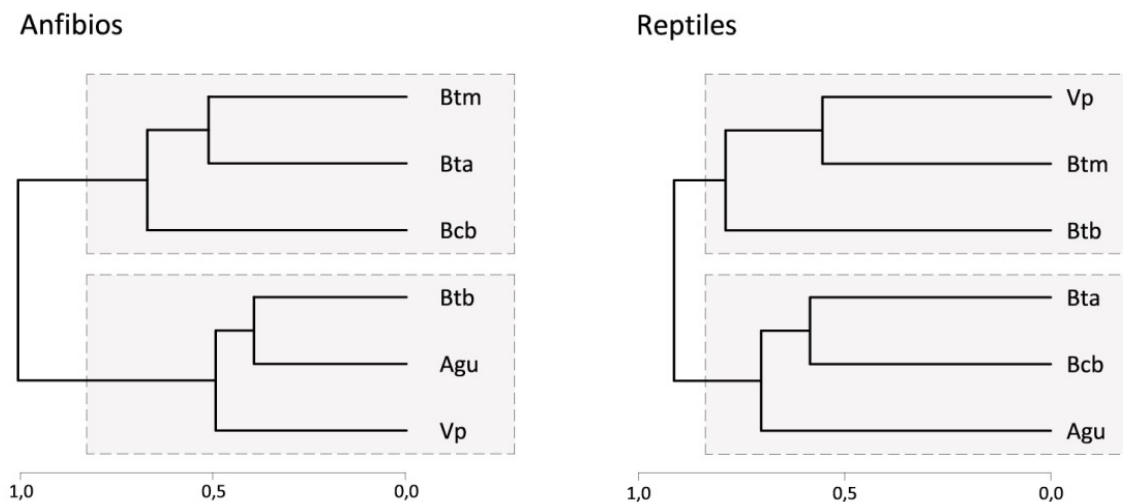 Anfibios
Btm
Bta
Bcb
Btb
Agu
Vp
1,0 0,5 0,0
Reptiles
Vp
Btm
Btb
Bta
Bcb
Agu
1,0 0,5 0,0